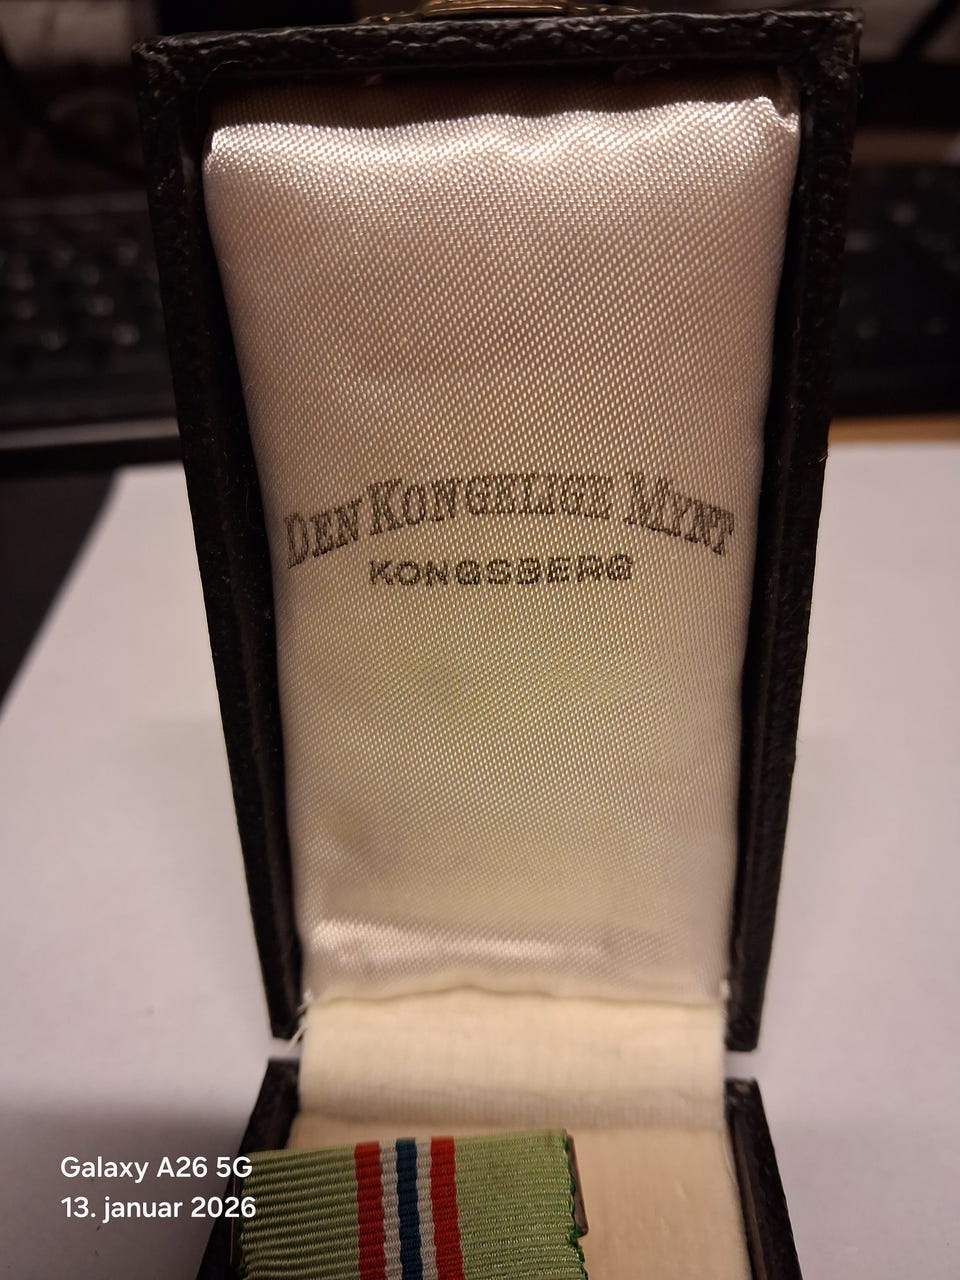 DEN KONGELIGE MYNT
KONGSBERG
Galaxy A26 5G
13. januar 2026